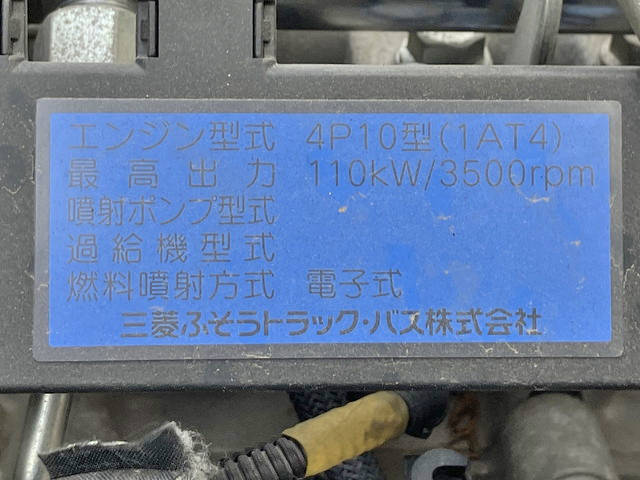 エンジン型式 4P10型(1AT4)
最高出力 110kW/3500rpm
噴射ポンプ型式
過給機型式
燃料噴射方式 電子式
三菱ふそうトラック・バス株式会社